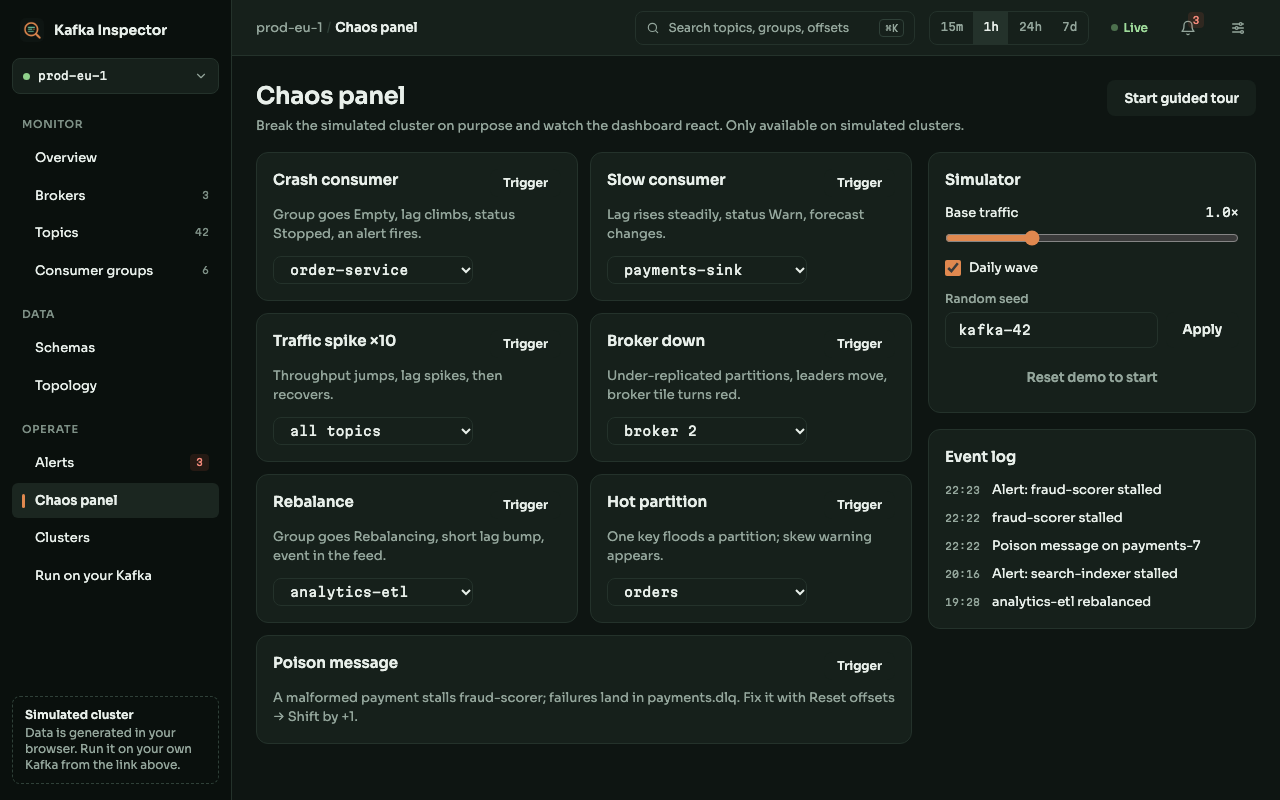 Kafka Inspector
prod-eu-1
MONITOR
Overview
Brokers 3
Topics 42
Consumer groups 6
DATA
Schemas
Topology
OPERATE
Alerts 3
Chaos panel
Clusters
Run on your Kafka
Simulated cluster
Data is generated in your
browser. Run it on your own
Kafka from the link above.
prod-eu-1 / Chaos panel
Search topics, groups, offsets ⌘K
15m 1h 24h 7d
Live
3
Chaos panel
Break the simulated cluster on purpose and watch the dashboard react. Only available on simulated clusters.
Start guided tour
Crash consumer Trigger
Group goes Empty, lag climbs, status
Stopped, an alert fires.
order-service
Slow consumer Trigger
Lag rises steadily, status Warn, forecast
changes.
payments-sink
Traffic spike ×10 Trigger
Throughput jumps, lag spikes, then
recovers.
all topics
Broker down Trigger
Under-replicated partitions, leaders move,
broker tile turns red.
broker 2
Rebalance Trigger
Group goes Rebalancing, short lag bump,
event in the feed.
analytics-etl
Hot partition Trigger
One key floods a partition; skew warning
appears.
orders
Poison message Trigger
A malformed payment stalls fraud-scorer; failures land in payments.dlq. Fix it with Reset offsets
→ Shift by +1.
Simulator
Base traffic 1.0×
Daily wave
Random seed
kafka-42 Apply
Reset demo to start
Event log
22:23 Alert: fraud-scorer stalled
22:22 fraud-scorer stalled
22:22 Poison message on payments-7
20:16 Alert: search-indexer stalled
19:28 analytics-etl rebalanced